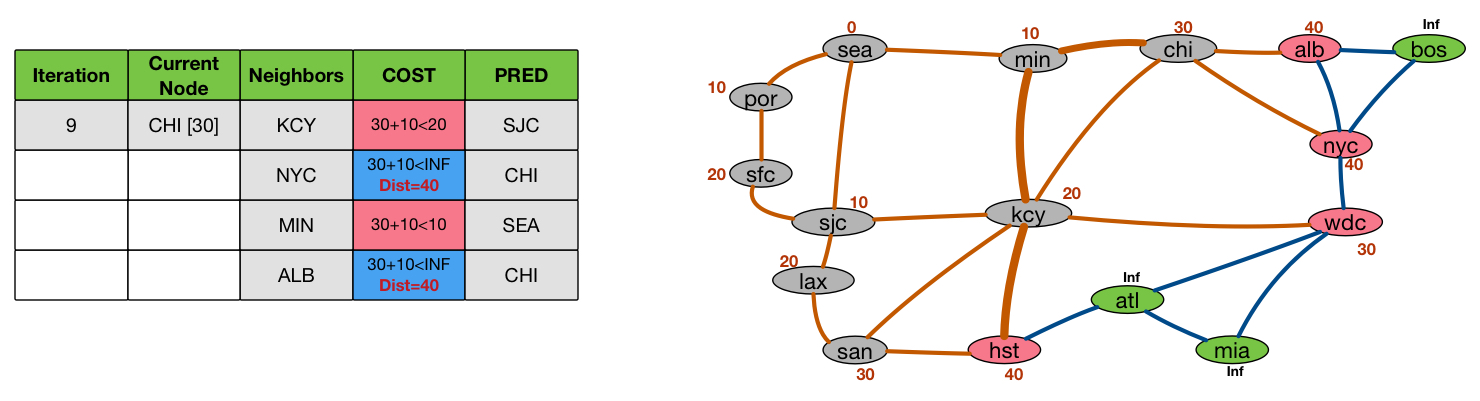 Iteration
Current
Node
Neighbors
COST
PRED
9
CHI [30]
KCY
30+10<20
SJC
NYC
30+10<INF
Dist=40
CHI
MIN
30+10<10
SEA
ALB
30+10<INF
Dist=40
CHI
0
sea
10
min
30
chi
40
alb
Inf
bos
10
por
nyc
40
20
sfc
10
sjc
20
kcy
wdc
30
20
lax
Inf
atl
san
30
hst
40
mia
Inf